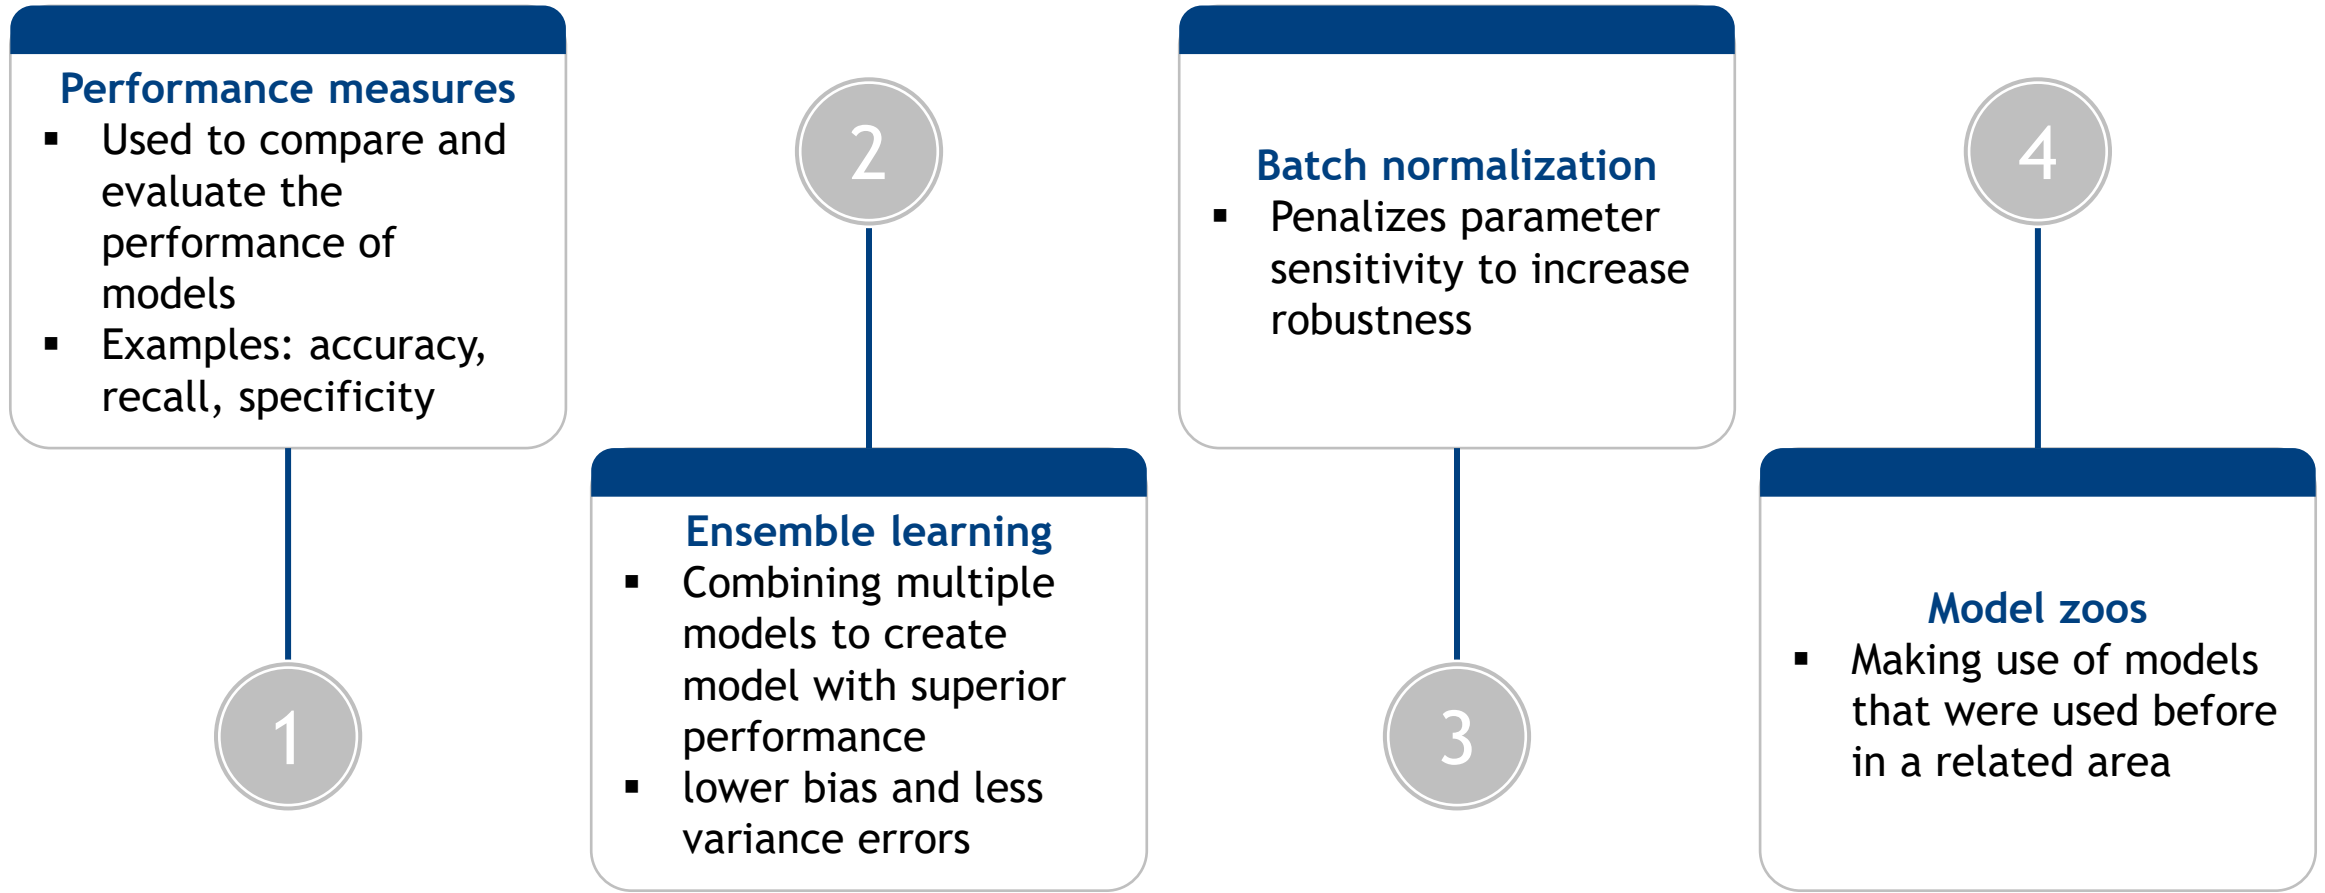 Performance measures
▪ Used to compare and
evaluate the
performance of
models
▪ Examples: accuracy,
recall, specificity
1
2
Ensemble learning
▪ Combining multiple
models to create
model with superior
performance
▪ lower bias and less
variance errors
Batch normalization
▪ Penalizes parameter
sensitivity to increase
robustness
3
4
Model zoos
▪ Making use of models
that were used before
in a related area